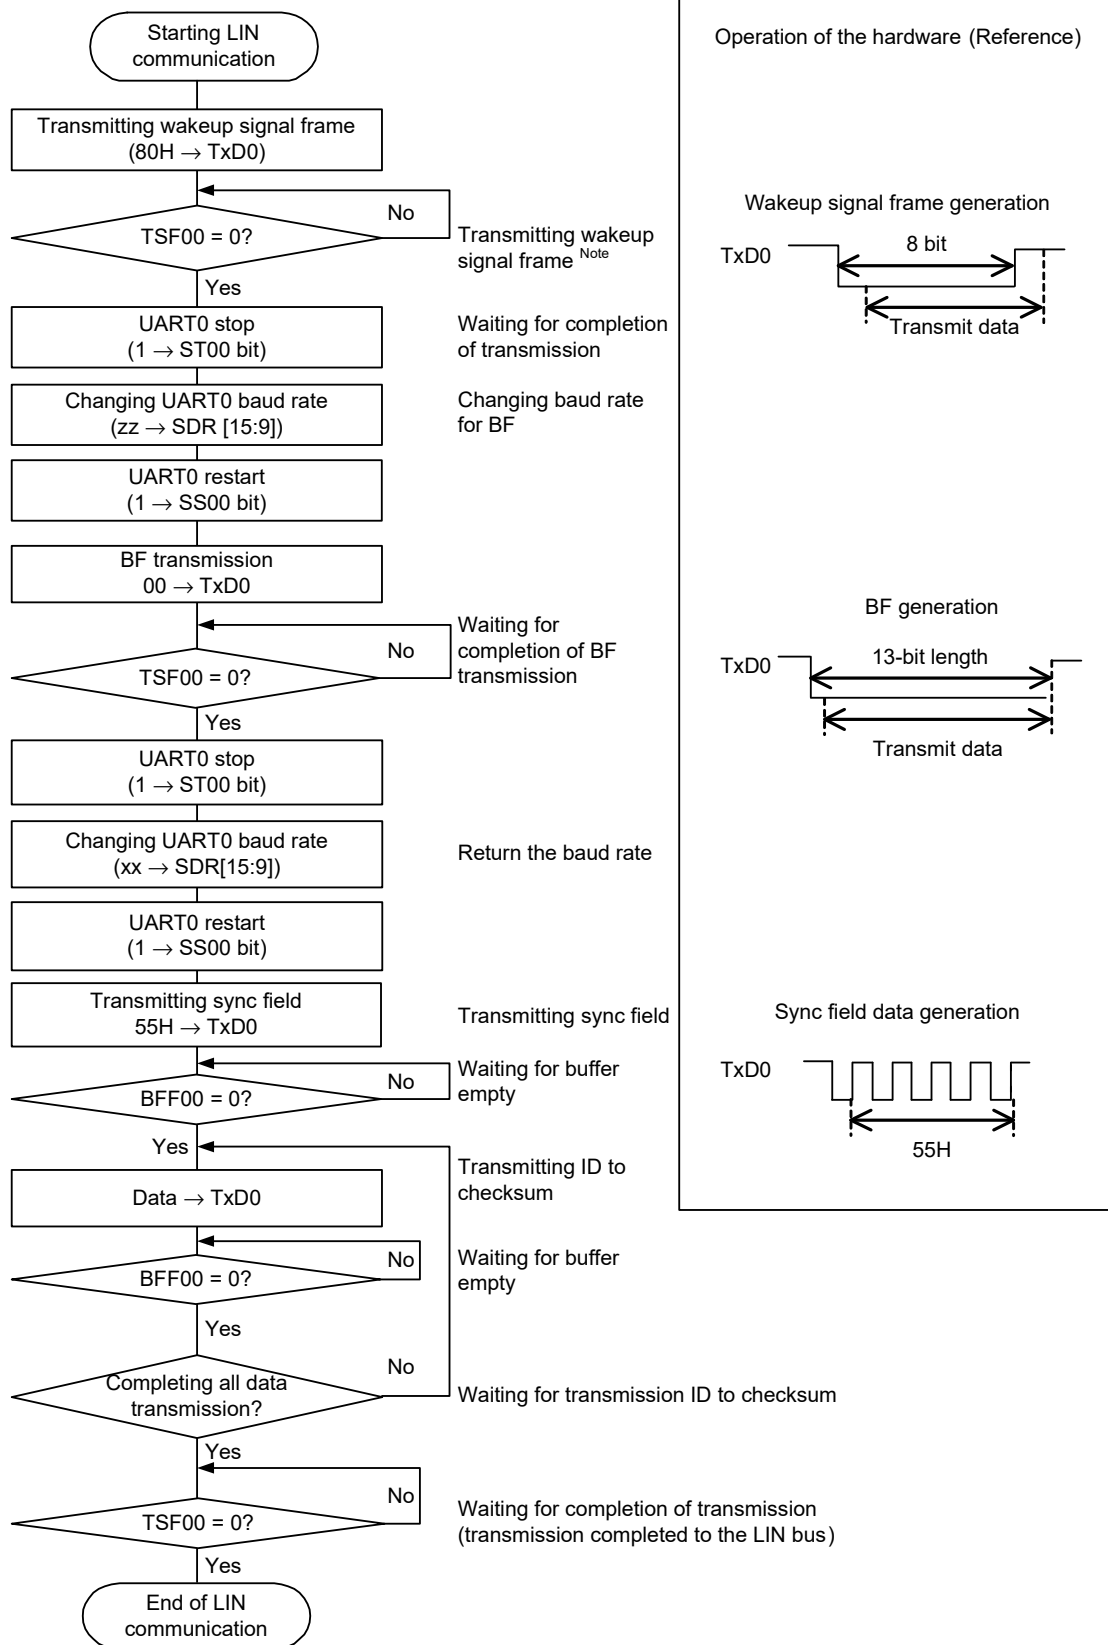 Starting LIN
communication
Transmitting wakeup signal frame
(80H → TxD0)
No
TSF00 = 0?
Transmitting wakeup
signal frame Note
Yes
UART0 stop
(1 → ST00 bit)
Waiting for completion
of transmission
Changing UART0 baud rate
(zz → SDR [15:9])
Changing baud rate
for BF
UART0 restart
(1 → SS00 bit)
BF transmission
00 → TxD0
Waiting for
completion of BF
transmission
No
TSF00 = 0?
Yes
UART0 stop
(1 → ST00 bit)
Changing UART0 baud rate
(xx → SDR[15:9])
Return the baud rate
UART0 restart
(1 → SS00 bit)
Transmitting sync field
55H → TxD0
Transmitting sync field
No
BFF00 = 0?
Waiting for buffer
empty
Yes
Data → TxD0
Transmitting ID to
checksum
No
BFF00 = 0?
Waiting for buffer
empty
Yes
No
Completing all data
transmission?
Waiting for transmission ID to checksum
Yes
No
TSF00 = 0?
Waiting for completion of transmission
(transmission completed to the LIN bus)
Yes
End of LIN
communication
Operation of the hardware (Reference)
Wakeup signal frame generation
TxD0
8 bit
Transmit data
BF generation
TxD0
13-bit length
Transmit data
Sync field data generation
TxD0
55H